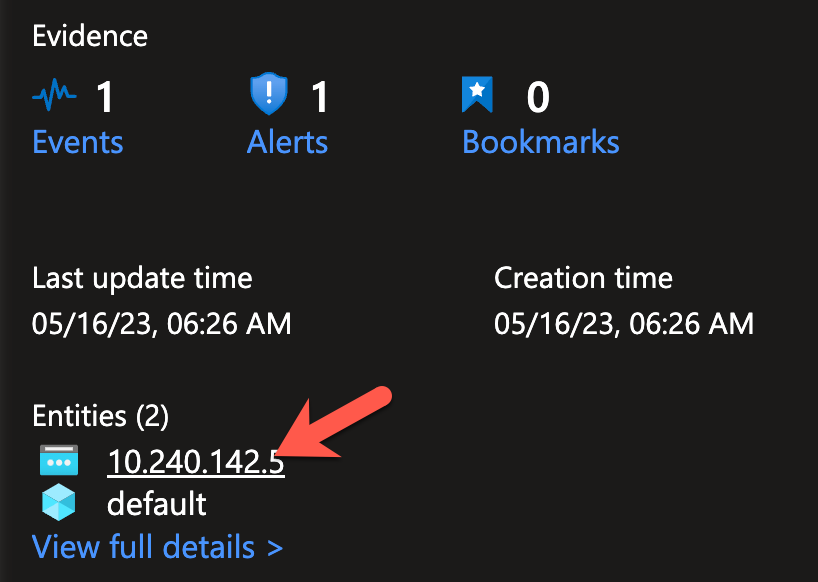 Evidence
1 1 0
Events Alerts Bookmarks
Last update time Creation time
05/16/23, 06:26 AM 05/16/23, 06:26 AM
Entities (2)
10.240.142.5
default
View full details >